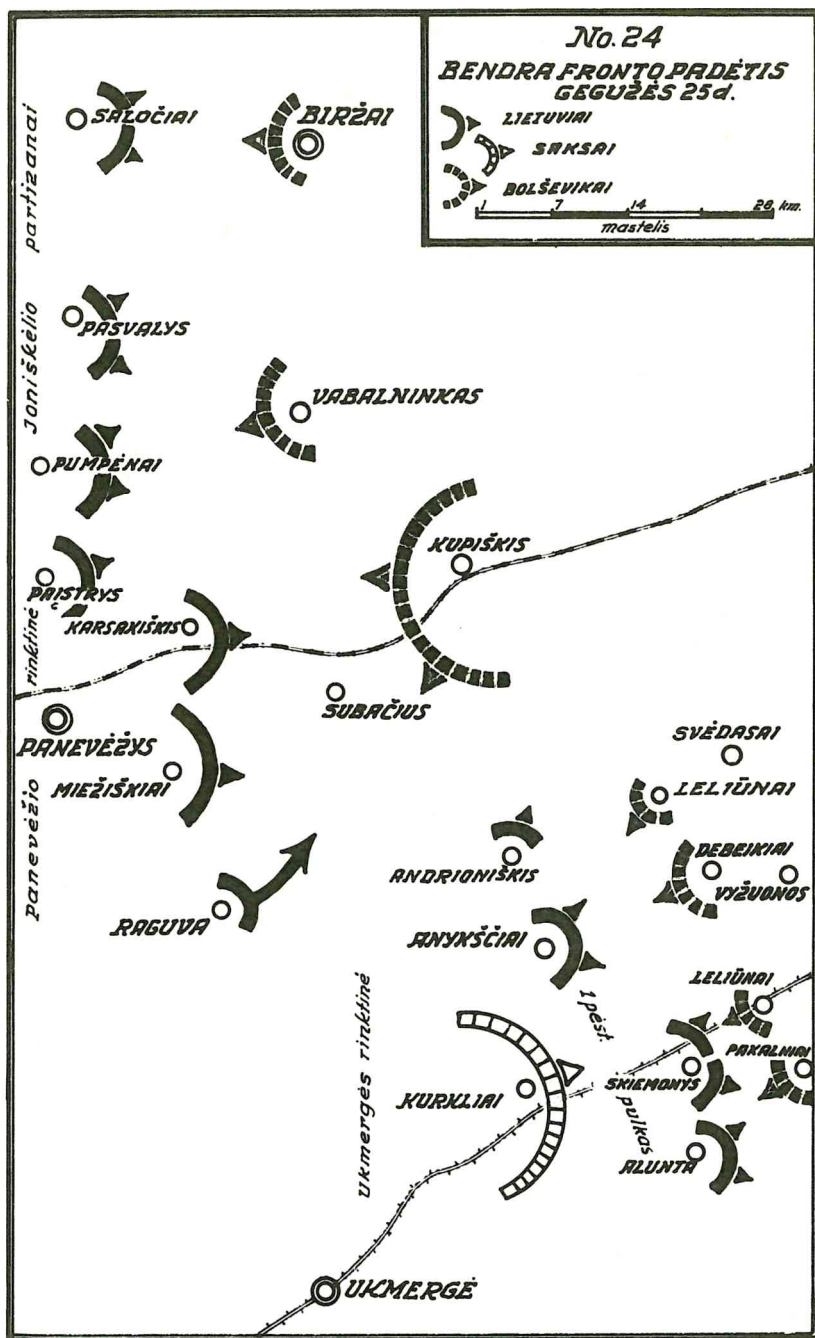 No. 24
BENDRA FRONTO PADĖTIS
GEGUŽĖS 25 d.
LIETUVIAI
SAKSAI
BOLŠEVIKAI
1 7 14 28 km.
mastelis
SALOČIAI
BIRŽAI
Joniškėlio partizanai
PASVALYS
VABALNINKAS
PUMPĖNAI
KUPIŠKIS
PAISTRYS
KARSAKIŠKIS
SUBAČIUS
PANEVĖŽYS
SVĖDASAI
MIEŽIŠKIAI
LELIŪNAI
Panevėžio rinktinė
ANDRIONIŠKIS
DEBEIKIAI
VYŽUONOS
RAGUVA
ANYKŠČIAI
LELIŪNAI
1 pėst. pulkas
Ukmergės rinktinė
PAKALNIAI
SKIEMONYS
KURKLIAI
ALUNTA
UKMERGĖ